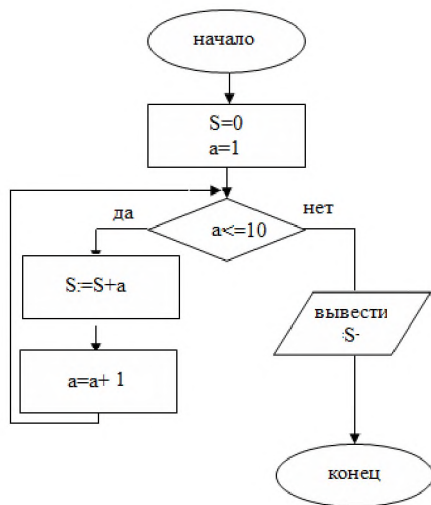 начало
S=0
a=1
да
нет
a<=10
S:=S+a
вывести
:S-
a=a+ 1
конец